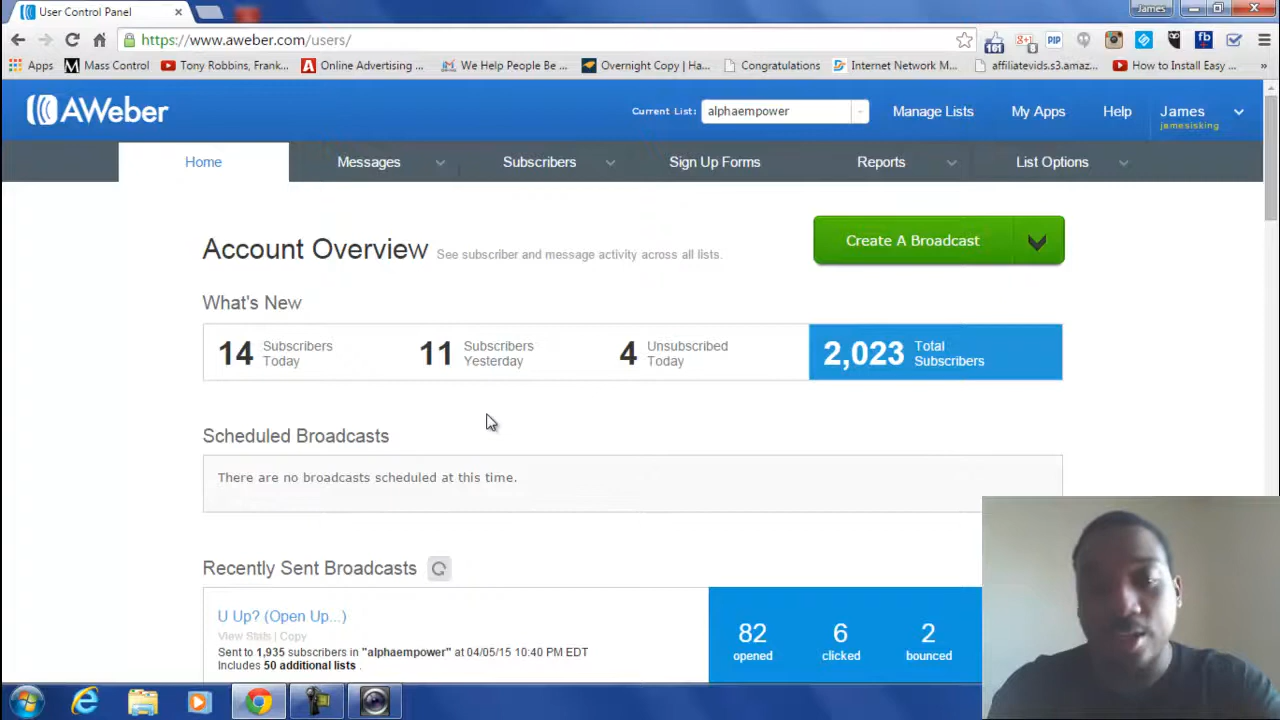 User Control Panel
James
https://www.aweber.com/users/
161
PIP
fb
Apps
Mass Control
Tony Robbins, Frank...
Online Advertising ...
We Help People Be ...
Overnight Copy | Ha...
Congratulations
Internet Network M...
affiliatevids.s3.amaz...
How to Install Easy ...
»
AWeber
Current List:
alphaempower
Manage Lists
My Apps
Help
James
jamesisking
Home
Messages
Subscribers
Sign Up Forms
Reports
List Options
Account Overview
See subscriber and message activity across all lists.
Create A Broadcast
What's New
14 Subscribers Today
11 Subscribers Yesterday
4 Unsubscribed Today
2,023 Total Subscribers
Scheduled Broadcasts
There are no broadcasts scheduled at this time.
Recently Sent Broadcasts
U Up? (Open Up...)
View Stats | Copy
Sent to 1,935 subscribers in "alphaempower" at 04/05/15 10:40 PM EDT
Includes 50 additional lists .
82 opened
6 clicked
2 bounced